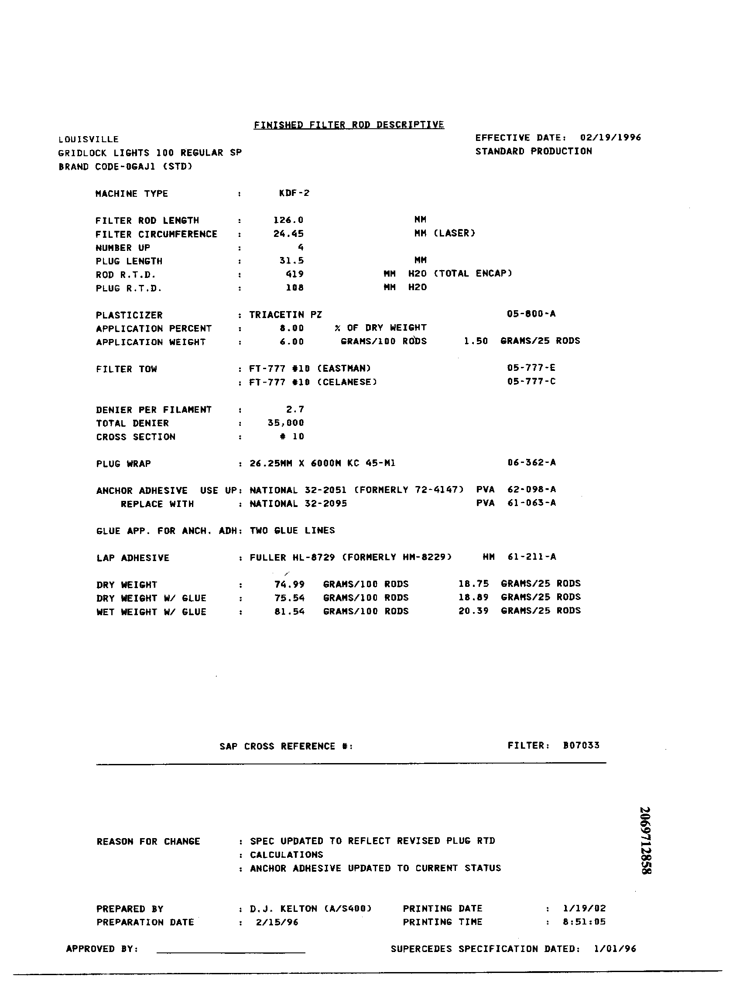 FINISHED FILTER ROD DESCRIPTIVE
LOUISVILLE EFFECTIVE DATE: 02/19/1996
GRIDLOCK LIGHTS 100 REGULAR SP STANDARD PRODUCTION
BRAND CODE-0GAJ1 (STD)
MACHINE TYPE : KDF-2
FILTER ROD LENGTH : 126.0 MM
FILTER CIRCUMFERENCE : 24.45 MM (LASER)
NUMBER UP : 4
PLUG LENGTH : 31.5 MM
ROD R.T.D. : 419 MM H2O (TOTAL ENCAP)
PLUG R.T.D. : 108 MM H2O
PLASTICIZER : TRIACETIN PZ 05-800-A
APPLICATION PERCENT : 8.00 % OF DRY WEIGHT
APPLICATION WEIGHT : 6.00 GRAMS/100 RODS 1.50 GRAMS/25 RODS
FILTER TOW : FT-777 #10 (EASTMAN) 05-777-E
: FT-777 #10 (CELANESE) 05-777-C
DENIER PER FILAMENT : 2.7
TOTAL DENIER : 35,000
CROSS SECTION : # 10
PLUG WRAP : 26.25MM X 6000M KC 45-M1 06-362-A
ANCHOR ADHESIVE USE UP: NATIONAL 32-2051 (FORMERLY 72-4147) PVA 62-098-A
REPLACE WITH : NATIONAL 32-2095 PVA 61-063-A
GLUE APP. FOR ANCH. ADH: TWO GLUE LINES
LAP ADHESIVE : FULLER HL-8729 (FORMERLY HM-8229) HM 61-211-A
DRY WEIGHT : 74.99 GRAMS/100 RODS 18.75 GRAMS/25 RODS
DRY WEIGHT W/ GLUE : 75.54 GRAMS/100 RODS 18.89 GRAMS/25 RODS
WET WEIGHT W/ GLUE : 81.54 GRAMS/100 RODS 20.39 GRAMS/25 RODS
SAP CROSS REFERENCE #: FILTER: B07033
2069712858
REASON FOR CHANGE : SPEC UPDATED TO REFLECT REVISED PLUG RTD
: CALCULATIONS
: ANCHOR ADHESIVE UPDATED TO CURRENT STATUS
PREPARED BY : D.J. KELTON (A/S400) PRINTING DATE : 1/19/02
PREPARATION DATE : 2/15/96 PRINTING TIME : 8:51:05
APPROVED BY: SUPERCEDES SPECIFICATION DATED: 1/01/96